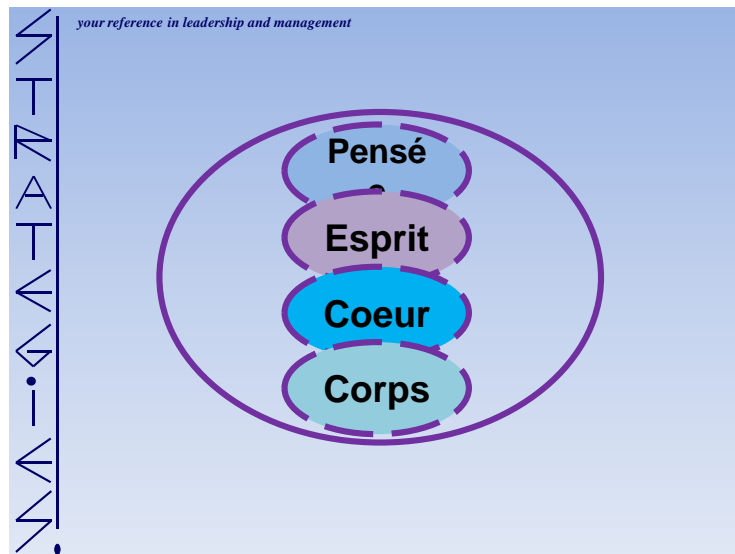 your reference in leadership and management
STRATEGiES.
Pensé
e
Esprit
Coeur
Corps